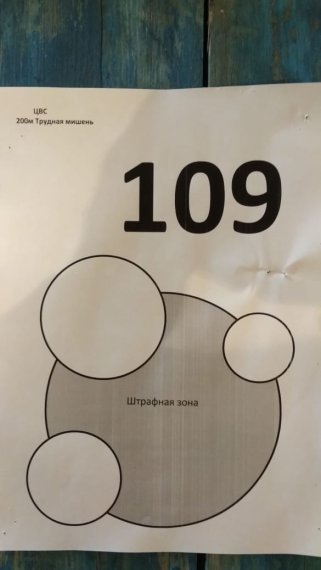 ЦВС
200м Трудная мишень
109
Штрафная зона